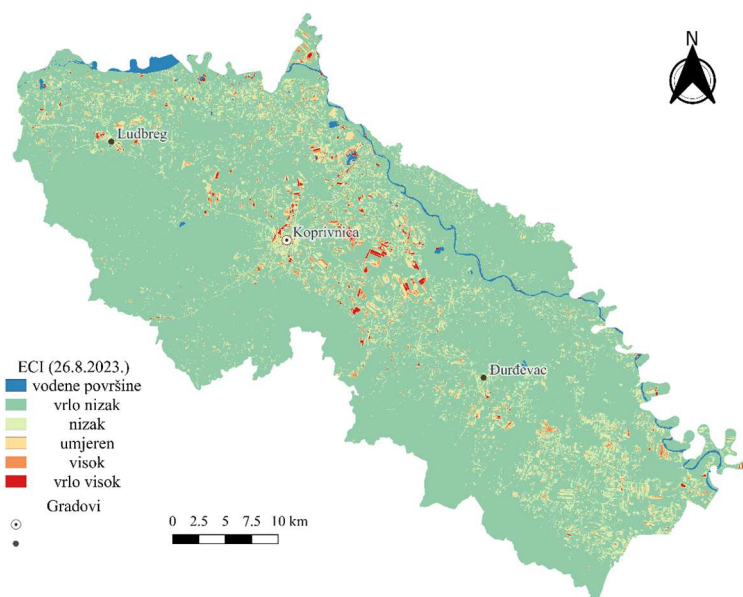 N
Ludbreg
Koprivnica
Đurđevac
ECI (26.8.2023.)
vodene površine
vrlo nizak
nizak
umjeren
visok
vrlo visok
Gradovi
0 2.5 5 7.5 10 km